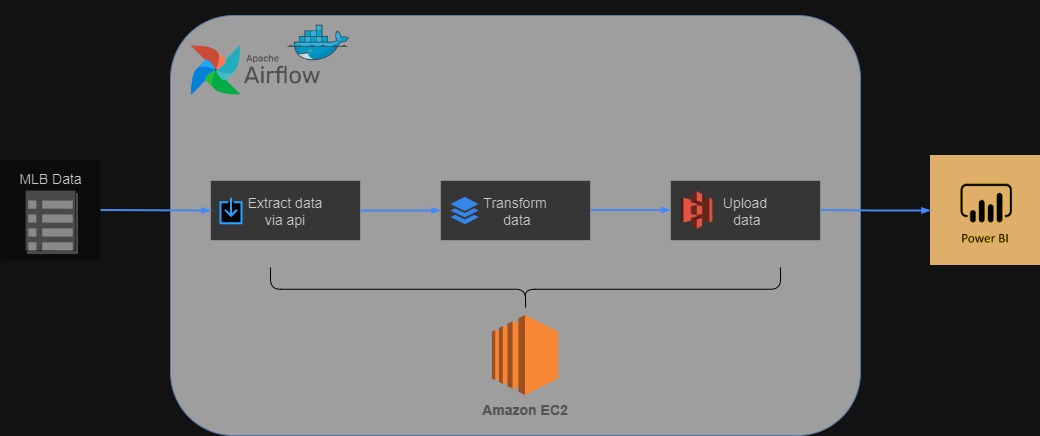 Apache
Airflow
MLB Data
Extract data
via api
Transform
data
Upload
data
Power BI
Amazon EC2